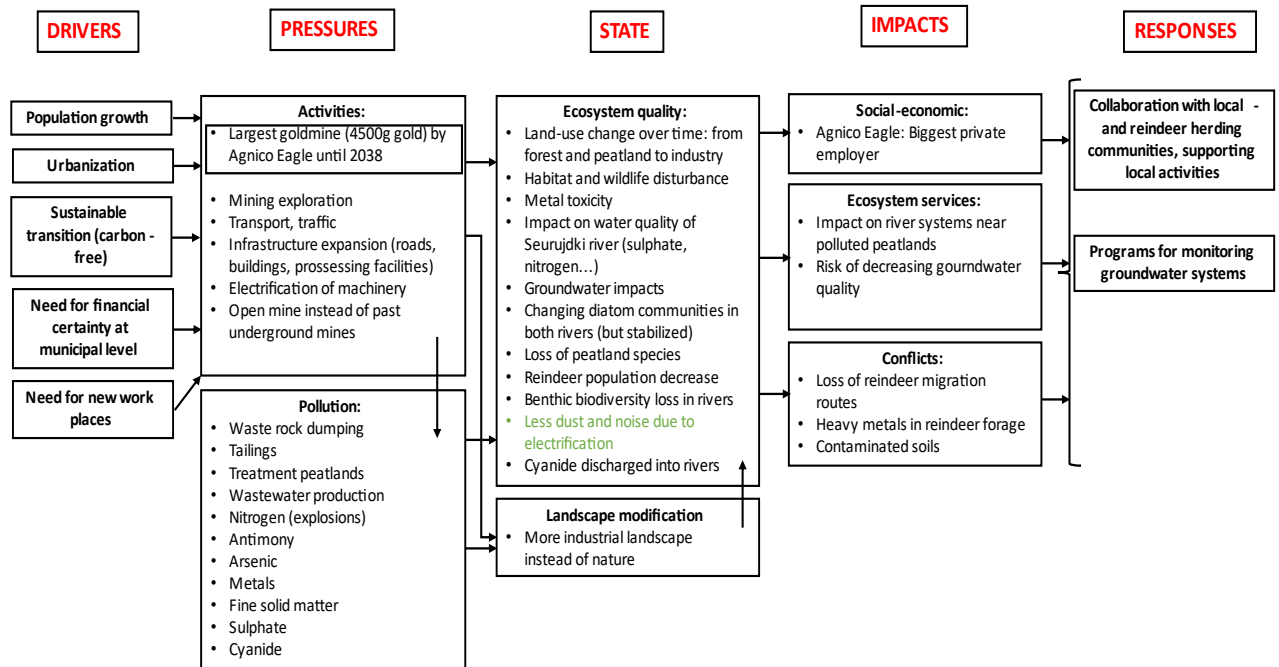 DRIVERS
PRESSURES
STATE
IMPACTS
RESPONSES
Population growth
Urbanization
Sustainable
transition (carbon -
free)
Need for financial
certainty at
municipal level
Need for new work
places
Activities:
• Largest goldmine (4500g gold) by
Agnico Eagle until 2038
• Mining exploration
• Transport, traffic
• Infrastructure expansion (roads,
buildings, prossessing facilities)
• Electrification of machinery
• Open mine instead of past
underground mines
Pollution:
• Waste rock dumping
• Tailings
• Treatment peatlands
• Wastewater production
• Nitrogen (explosions)
• Antimony
• Arsenic
• Metals
• Fine solid matter
• Sulphate
• Cyanide
Ecosystem quality:
• Land-use change over time: from
forest and peatland to industry
• Habitat and wildlife disturbance
• Metal toxicity
• Impact on water quality of
Seurujdki river (sulphate,
nitrogen…)
• Groundwater impacts
• Changing diatom communities in
both rivers (but stabilized)
• Loss of peatland species
• Reindeer population decrease
• Benthic biodiversity loss in rivers
• Less dust and noise due to
electrification
• Cyanide discharged into rivers
Landscape modification
• More industrial landscape
instead of nature
Social-economic:
• Agnico Eagle: Biggest private
employer
Ecosystem services:
• Impact on river systems near
polluted peatlands
• Risk of decreasing gourndwater
quality
Conflicts:
• Loss of reindeer migration
routes
• Heavy metals in reindeer forage
• Contaminated soils
Collaboration with local -
and reindeer herding
communities, supporting
local activities
Programs for monitoring
groundwater systems